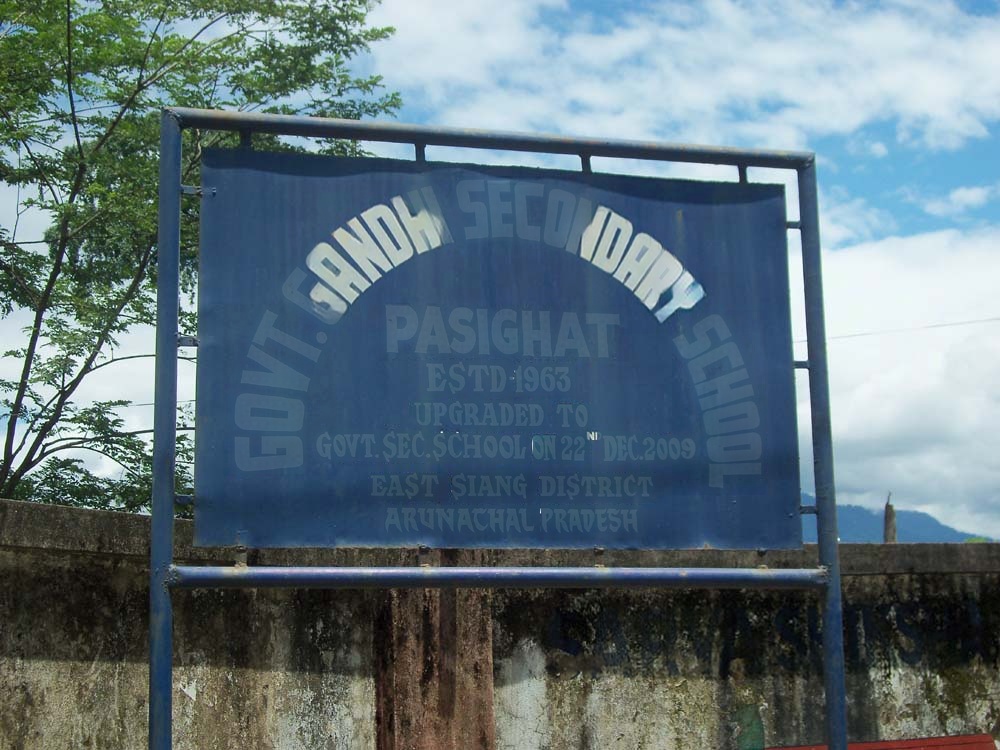 GOVT. GANDHI SECONDARY SCHOOL
PASIGHAT
ESTD-1963
UPGRADED TO
GOVT. SEC. SCHOOL ON 22NI DEC. 2009
EAST SIANG DISTRICT
ARUNACHAL PRADESH